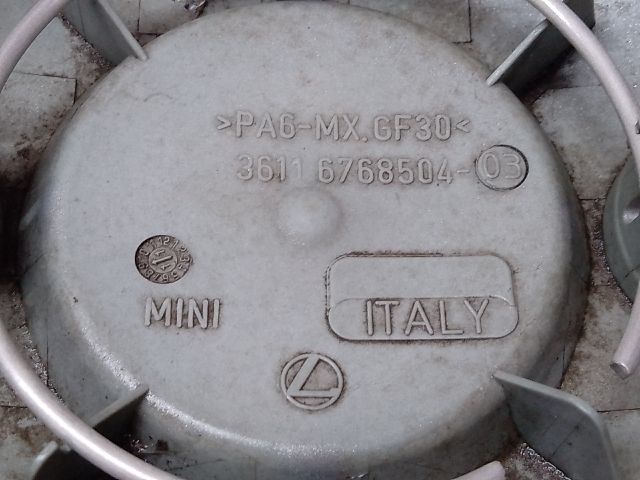 >PA6-MX.GF30<
3611 6768504-03
MINI
ITALY